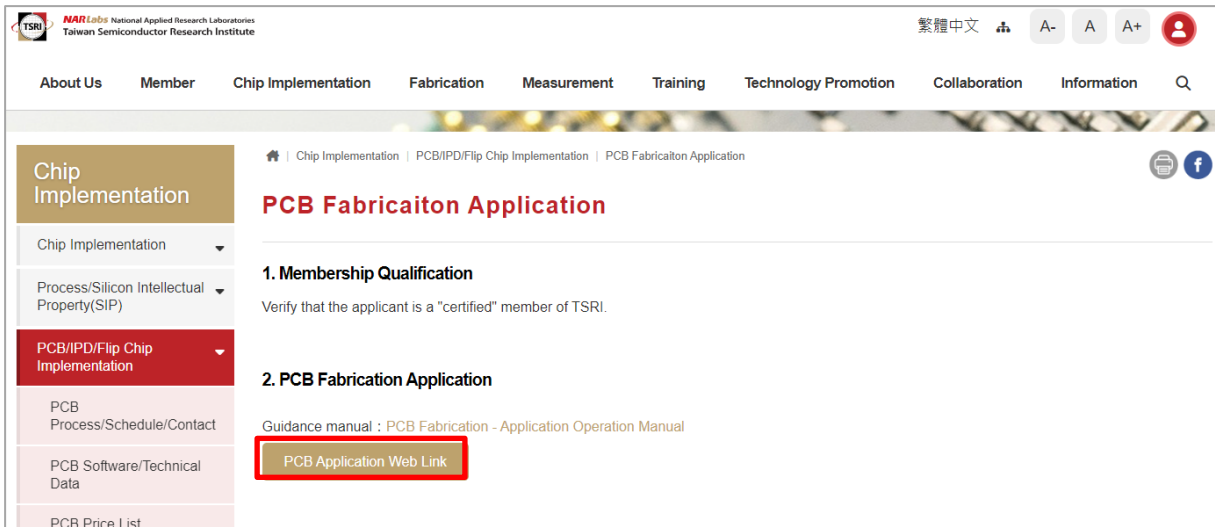 TSRI
NARLabs National Applied Research Laboratories
Taiwan Semiconductor Research Institute
繁體中文
A-
A
A+
About Us
Member
Chip Implementation
Fabrication
Measurement
Training
Technology Promotion
Collaboration
Information
Chip
Implementation
Chip Implementation
Process/Silicon Intellectual
Property(SIP)
PCB/IPD/Flip Chip
Implementation
PCB
Process/Schedule/Contact
PCB Software/Technical
Data
PCB Price List
| Chip Implementation | PCB/IPD/Flip Chip Implementation | PCB Fabricaiton Application
f
PCB Fabricaiton Application
1. Membership Qualification
Verify that the applicant is a "certified" member of TSRI.
2. PCB Fabrication Application
Guidance manual：PCB Fabrication - Application Operation Manual
PCB Application Web Link